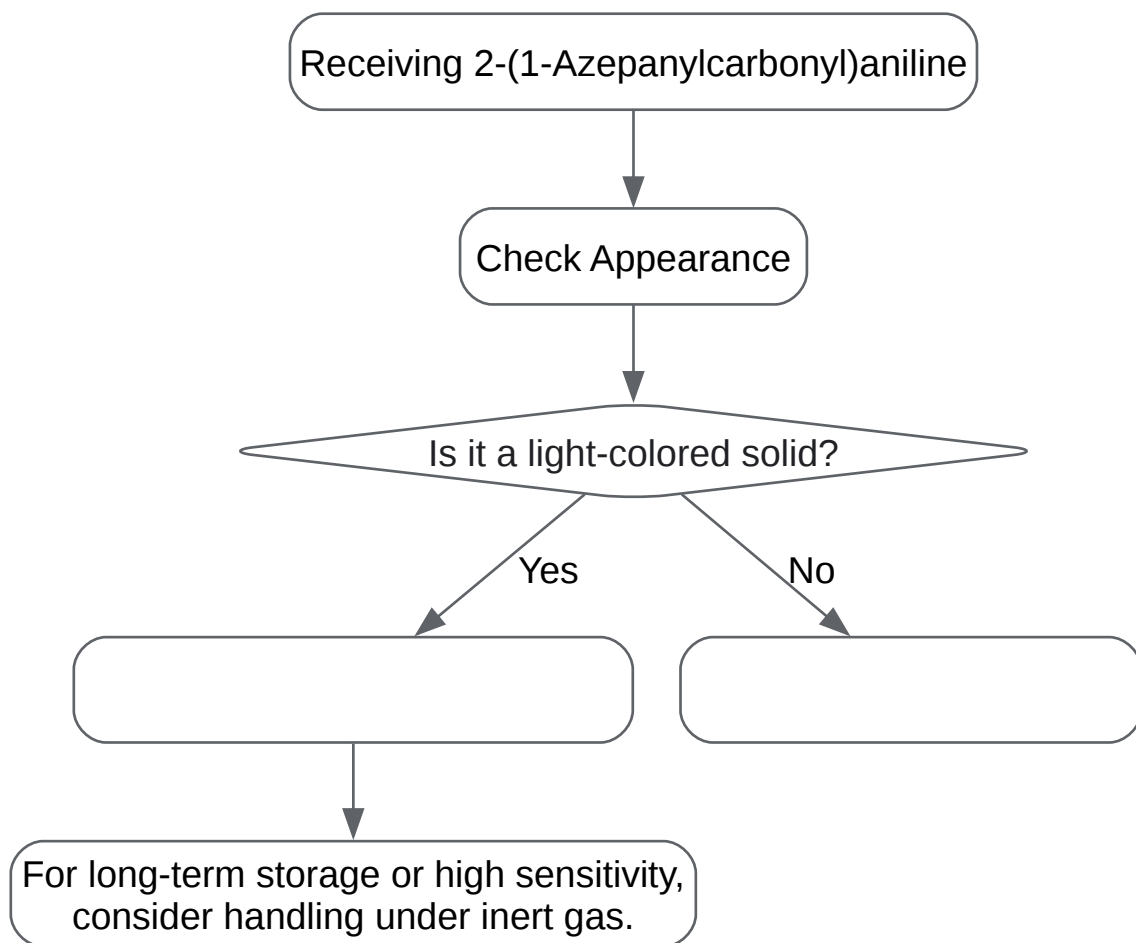 Receiving 2-(1-Azepanylcarbonyl)aniline
Check Appearance
Is it a light-colored solid?
Yes
No
For long-term storage or high sensitivity,
consider handling under inert gas.